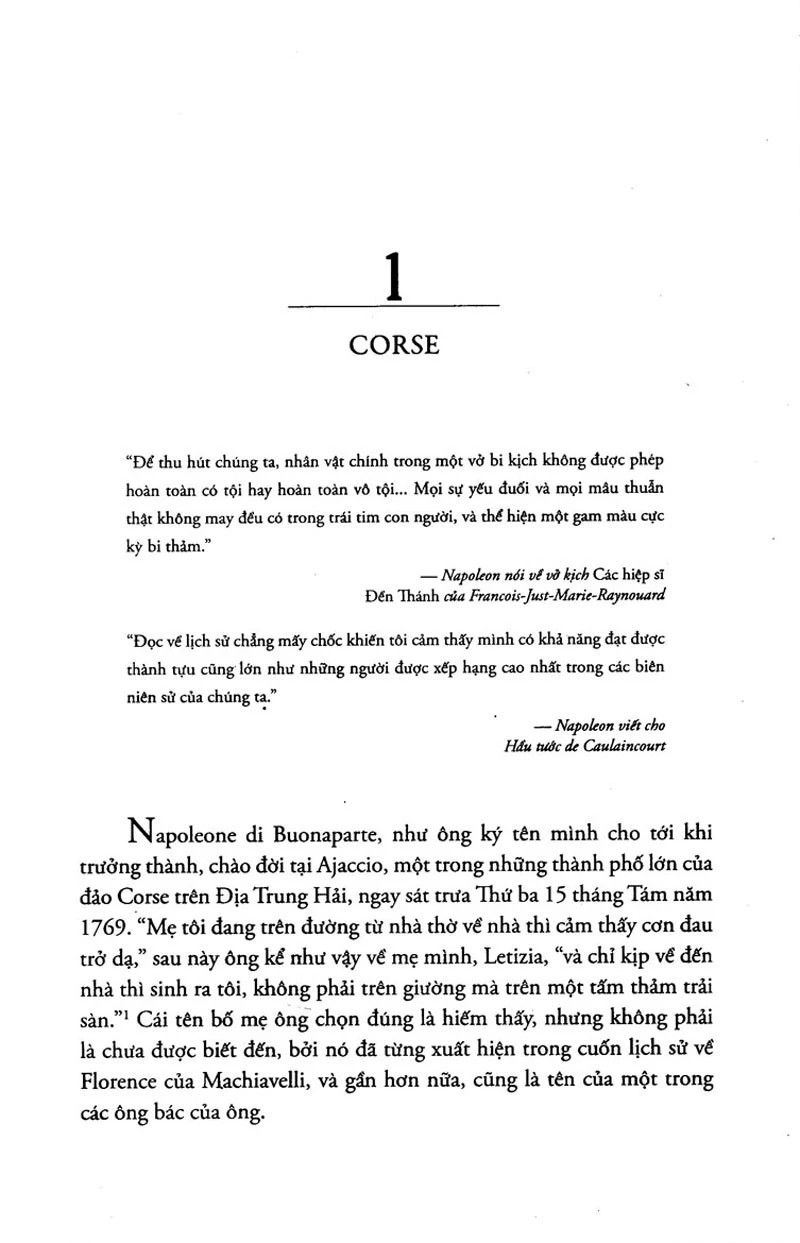 1
CORSE
“Để thu hút chúng ta, nhân vật chính trong một vở bi kịch không được phép
hoàn toàn có tội hay hoàn toàn vô tội... Mọi sự yếu đuối và mọi mâu thuẫn
thật không may đều có trong trái tim con người, và thể hiện một gam màu cực
kỳ bi thảm.”
— Napoleon nói về vở kịch Các hiệp sĩ
Đền Thánh của Francois-Just-Marie-Raynouard
“Đọc về lịch sử chẳng mấy chốc khiến tôi cảm thấy mình có khả năng đạt được
thành tựu cũng lớn như những người được xếp hạng cao nhất trong các biên
niên sử của chúng ta.”
— Napoleon viết cho
Hầu tước de Caulaincourt
Napoleone di Buonaparte, như ông ký tên mình cho tới khi
trưởng thành, chào đời tại Ajaccio, một trong những thành phố lớn của
đảo Corse trên Địa Trung Hải, ngay sát trưa Thứ ba 15 tháng Tám năm
1769. “Mẹ tôi đang trên đường từ nhà thờ về nhà thì cảm thấy cơn đau
trở dạ,” sau này ông kể như vậy về mẹ mình, Letizia, “và chỉ kịp về đến
nhà thì sinh ra tôi, không phải trên giường mà trên một tấm thảm trải
sàn.”¹ Cái tên bố mẹ ông chọn đúng là hiếm thấy, nhưng không phải
là chưa được biết đến, bởi nó đã từng xuất hiện trong cuốn lịch sử về
Florence của Machiavelli, và gần hơn nữa, cũng là tên của một trong
các ông bác của ông.